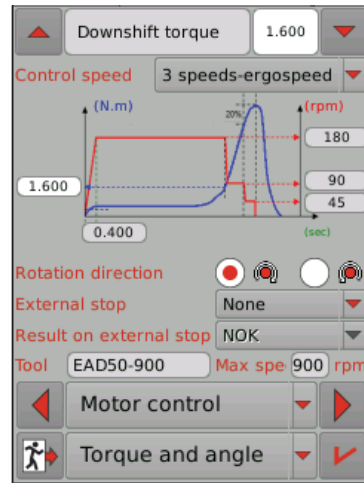 Downshift torque 1.600
Control speed 3 speeds-ergospeed
(N.m) 20% (rpm)
180
1.600 90
45
0.400 (sec)
Rotation direction
External stop None
Result on external stop NOK
Tool EAD50-900 Max spe 900 rpm
Motor control
Torque and angle